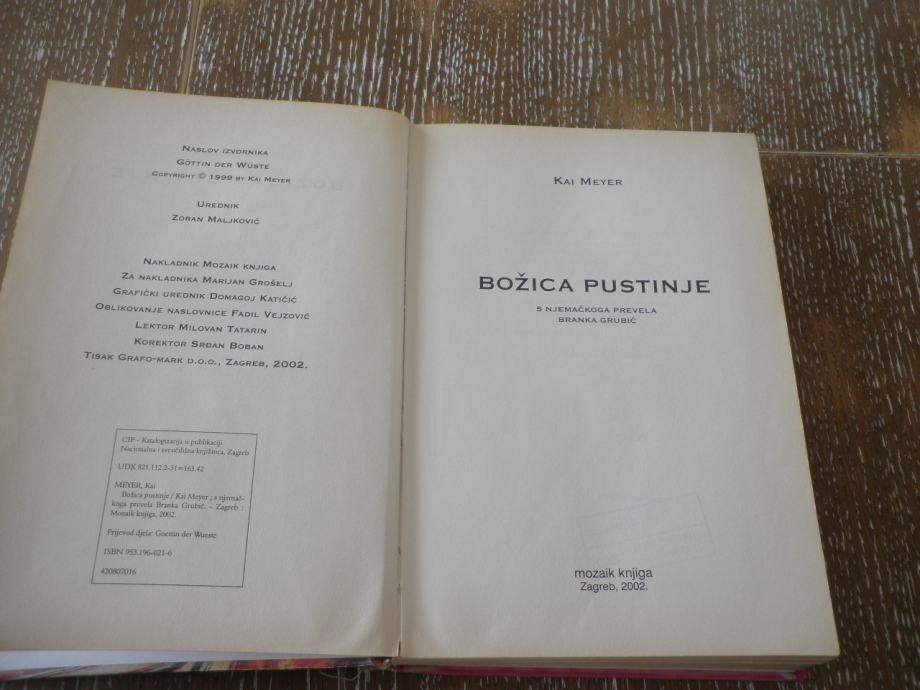 NASLOV IZVORNIKA
GÖTTIN DER WÜSTE
COPYRIGHT © 1999 BY KAI MEYER
UREDNIK
ZORAN MALJKOVIĆ
NAKLADNIK MOZAIK KNJIGA
ZA NAKLADNIKA MARIJAN GROŠELJ
GRAFIČKI UREDNIK DOMAGOJ KATIČIĆ
OBLIKOVANJE NASLOVNICE FADIL VEJZOVIĆ
LEKTOR MILOVAN TATARIN
KOREKTOR SRĐAN BOBAN
TISAK GRAFO-MARK D.O.O., ZAGREB, 2002.
CIP - Katalogizacija u publikaciji
Nacionalna i sveučilišna knjižnica, Zagreb
UDK 821.112.2-31=163.42
MEYER, Kai
Božica pustinje / Kai Meyer ; s njemač-
koga prevela Branka Grubić. - Zagreb :
Mozaik knjiga, 2002.
Prijevod djela: Goettin der Wueste
ISBN 953-196-021-6
420807016
KAI MEYER
BOŽICA PUSTINJE
S NJEMAČKOGA PREVELA
BRANKA GRUBIĆ
mozaik knjiga
Zagreb, 2002.